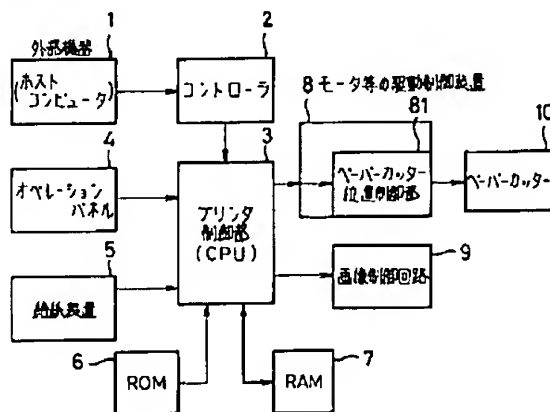 外部機器
1
(ホスト
コンピュータ)
2
コントローラ
8 モータ等の駆動制御装置
81
ペーパーカッター
位置制御部
10
ペーパーカッター
4
オペレーション
パネル
3
プリンタ
制御部
(CPU)
5
給紙装置
9
画像制御回路
6
ROM
7
RAM